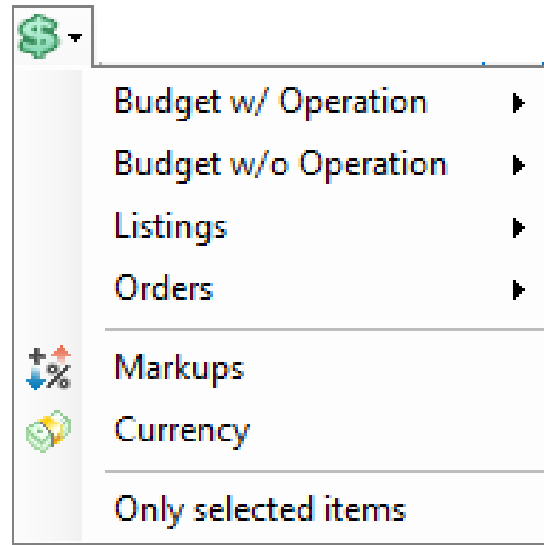 Budget w/ Operation
Budget w/o Operation
Listings
Orders
Markups
Currency
Only selected items